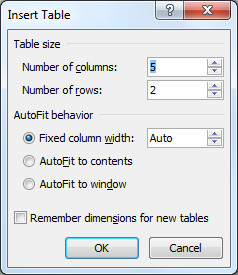 Insert Table
?
Table size
Number of columns: 5
Number of rows: 2
AutoFit behavior
Fixed column width: Auto
AutoFit to contents
AutoFit to window
Remember dimensions for new tables
OK Cancel